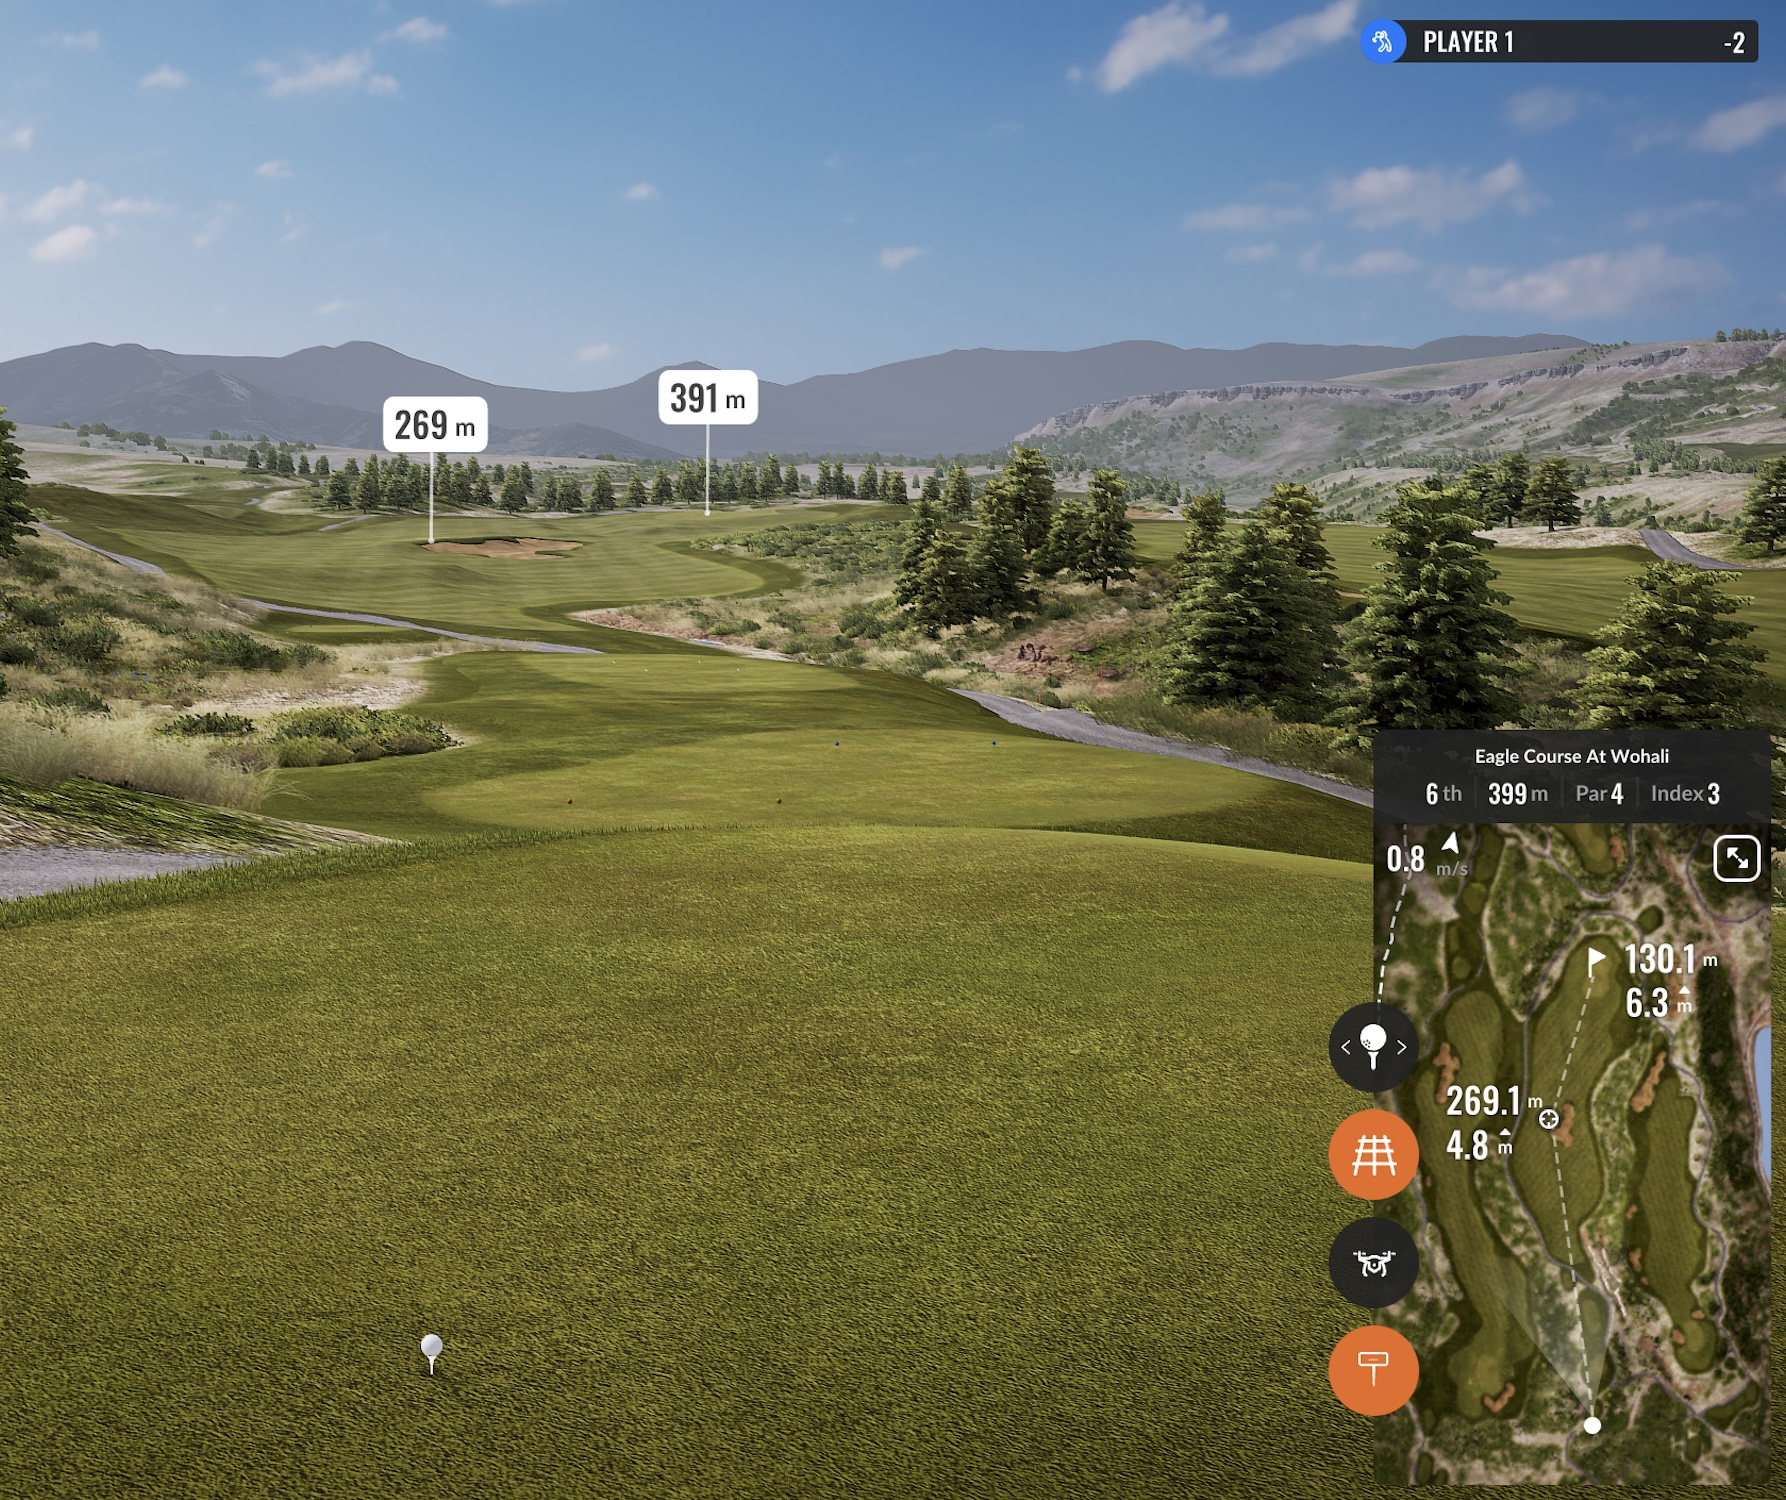 PLAYER 1 -2
391 m
269 m
Eagle Course At Wohali
6 th 399 m Par 4 Index 3
0.8 m/s
130.1 m
6.3 m
269.1 m
4.8 m